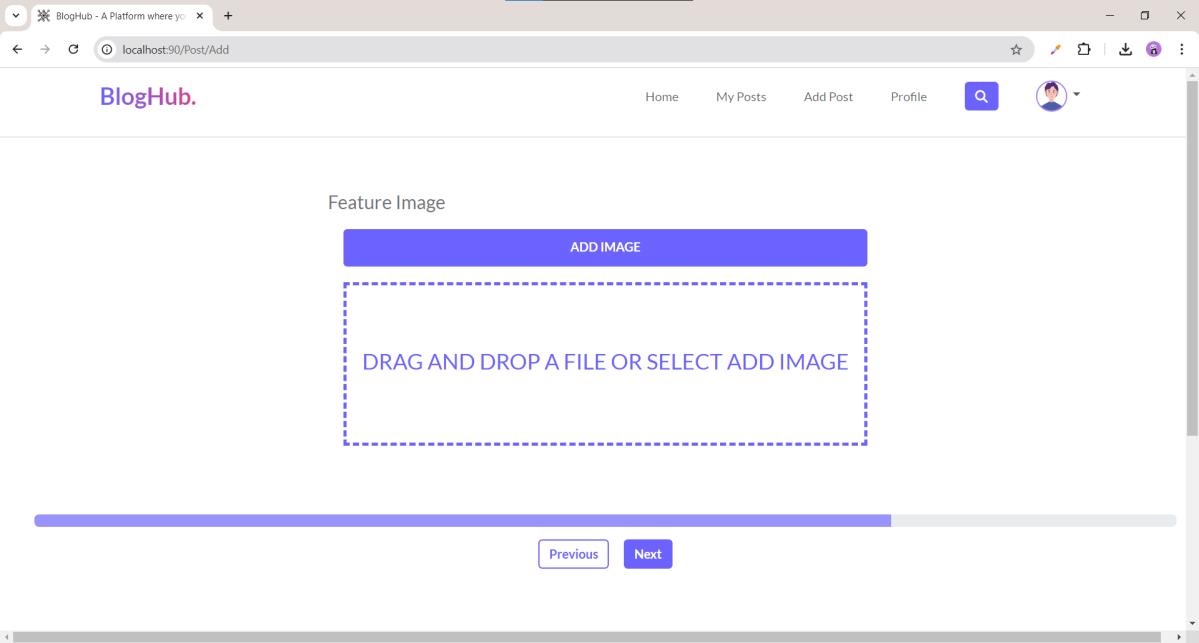 BlogHub - A Platform where yo
localhost:90/Post/Add
BlogHub.
Home
My Posts
Add Post
Profile
Feature Image
ADD IMAGE
DRAG AND DROP A FILE OR SELECT ADD IMAGE
Previous
Next